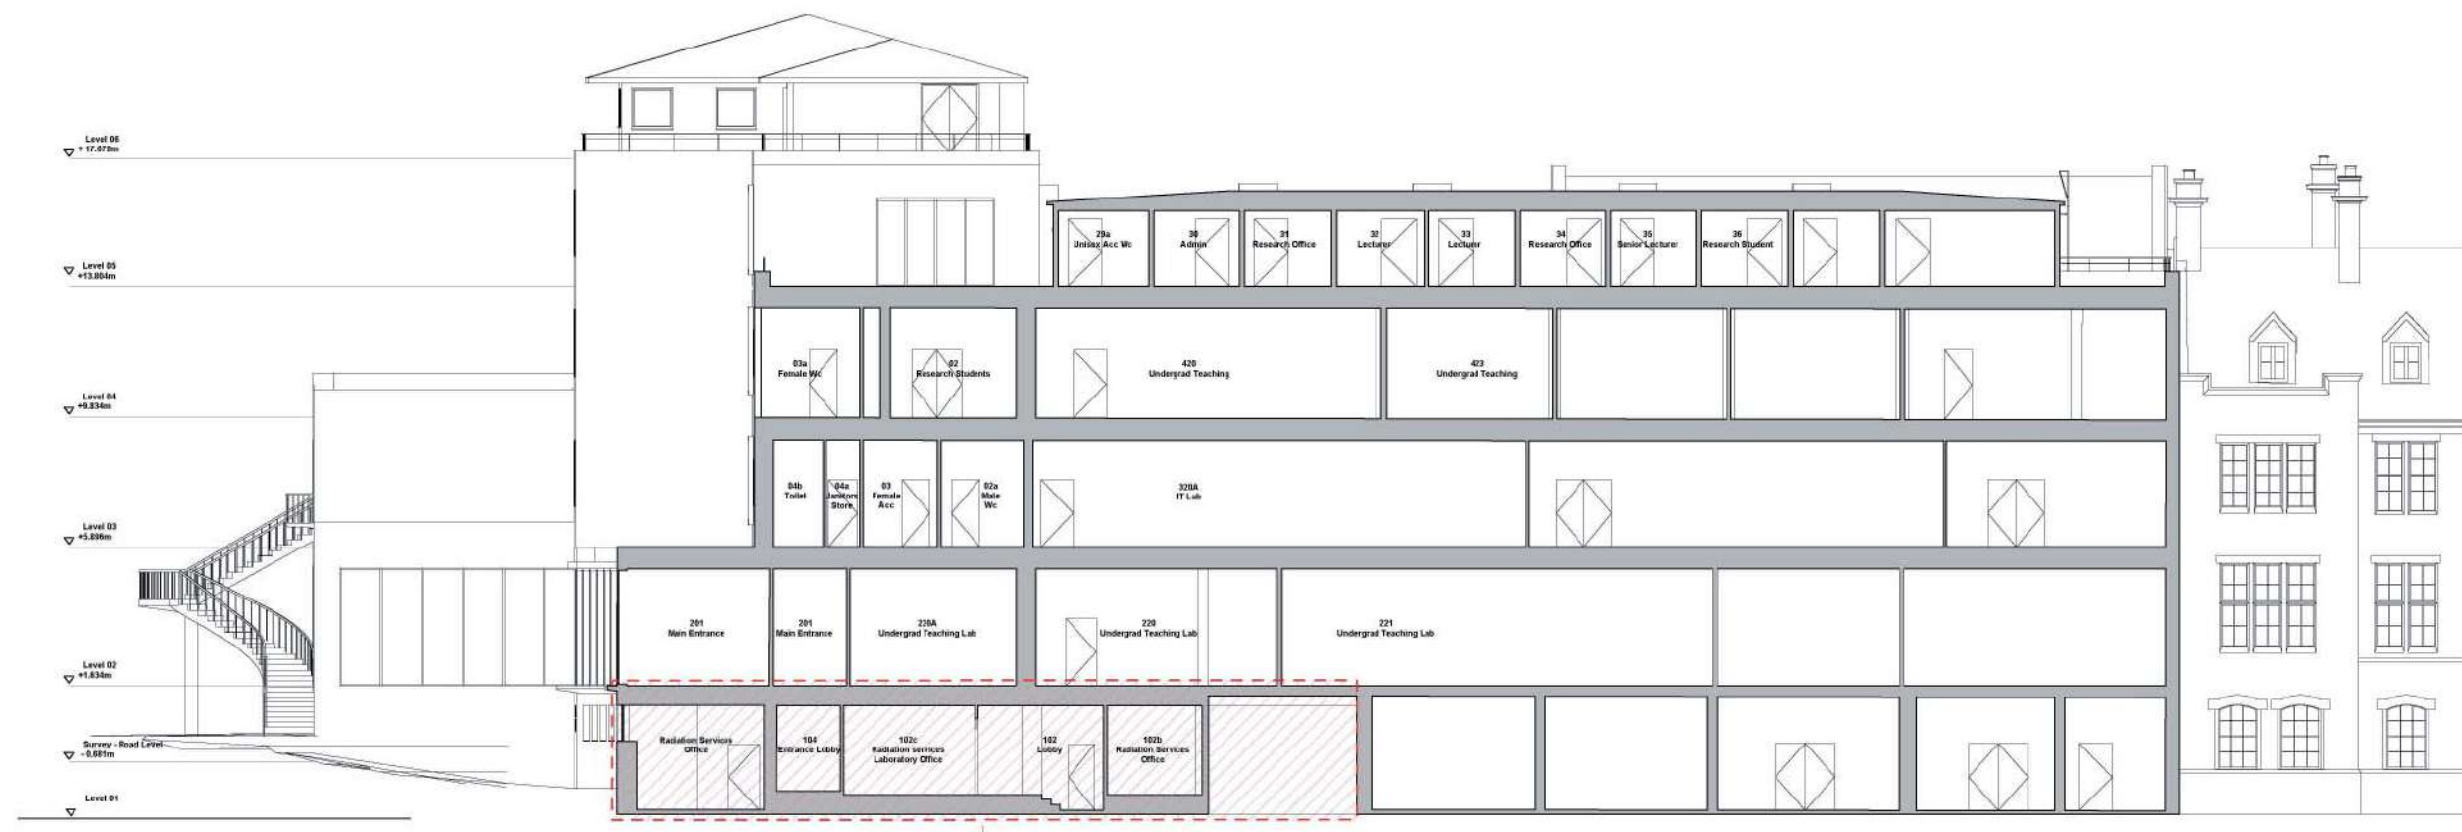 Level 06
+ 17.679m
Level 05
+13.804m
29a
Unisex Acc Wc
30
Admin
31
Research Office
32
Lecturer
33
Lecturer
34
Research Office
35
Senior Lecturer
36
Research Student
Level 04
+9.834m
03a
Female Wc
02
Research Students
420
Undergrad Teaching
423
Undergrad Teaching
Level 03
+5.896m
04b
Toilet
04a
Janitors
Store
03
Female
Acc
02a
Male
Wc
320A
IT Lab
Level 02
+1.634m
201
Main Entrance
201
Main Entrance
220A
Undergrad Teaching Lab
220
Undergrad Teaching Lab
221
Undergrad Teaching Lab
Survey - Road Level
- 0.681m
Radiation Services
Office
104
Entrance Lobby
102c
Radiation services
Laboratory Office
102
Lobby
102b
Radiation Services
Office
Level 01